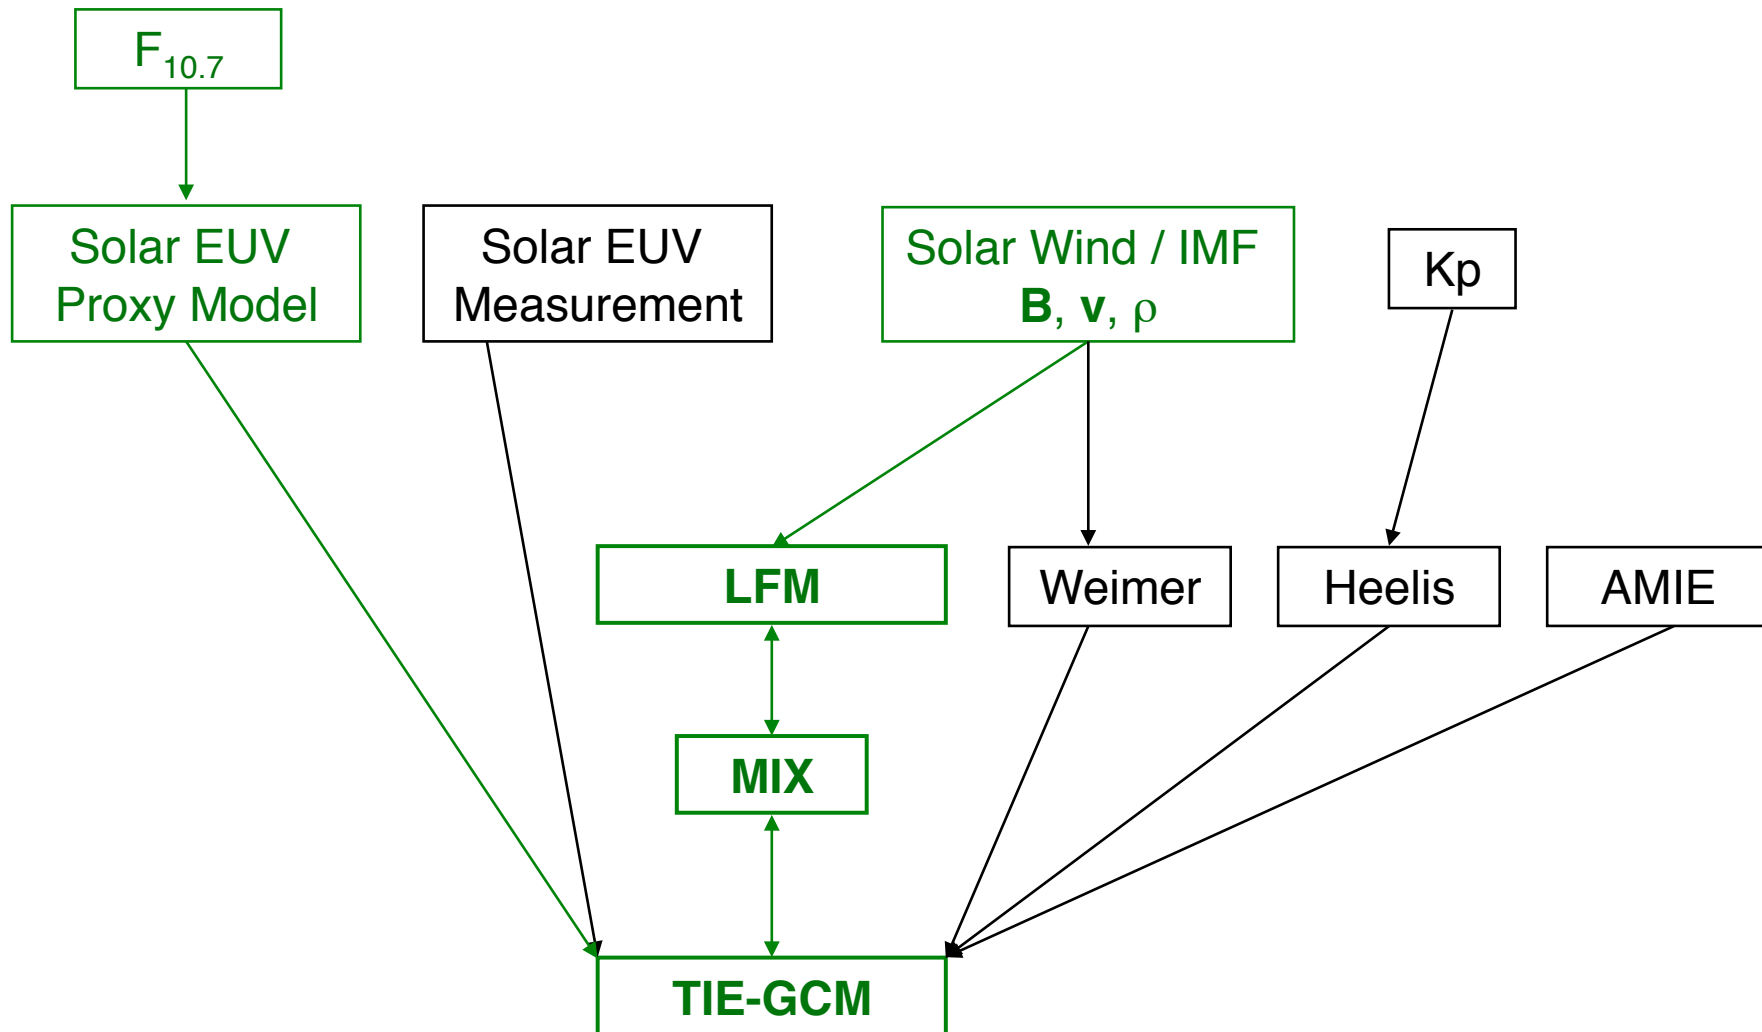 F10.7
Solar EUV
Proxy Model
Solar EUV
Measurement
Solar Wind / IMF
B, v, ρ
Kp
LFM
Weimer
Heelis
AMIE
MIX
TIE-GCM